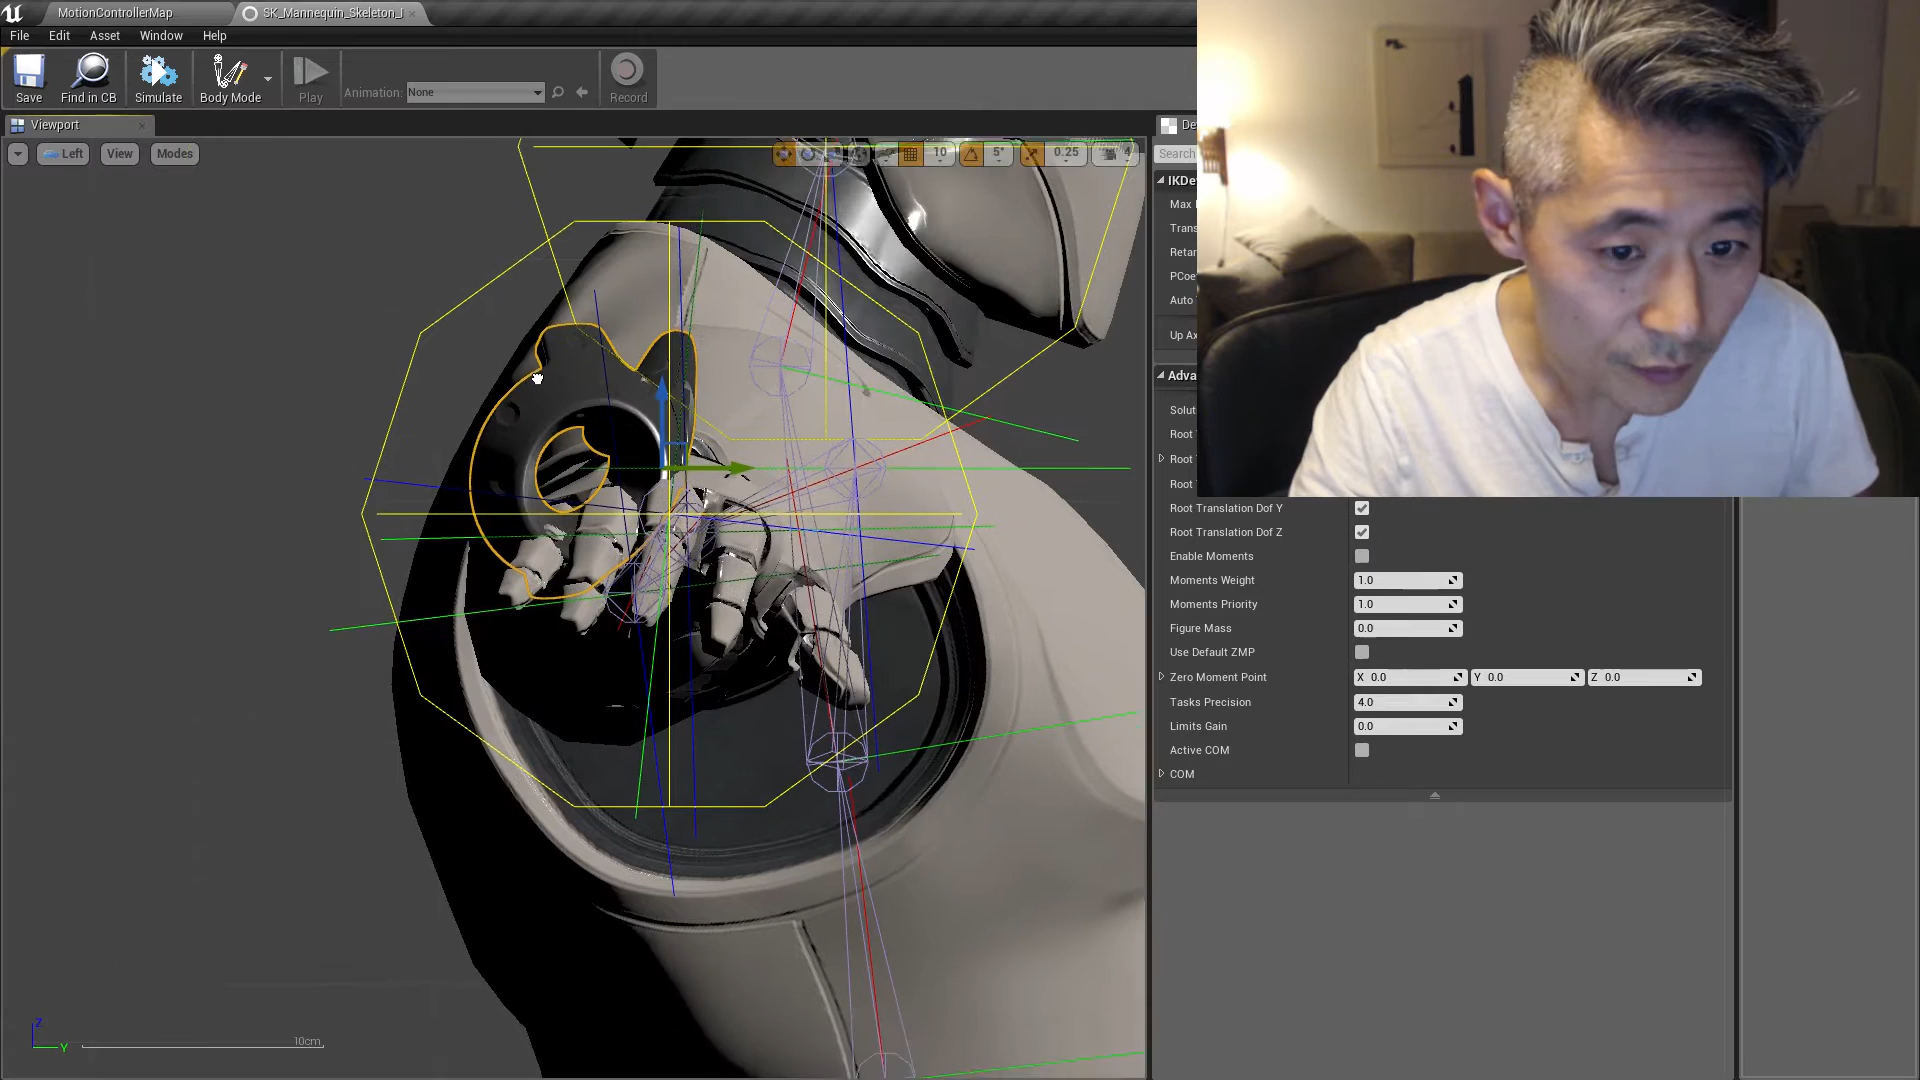 MotionControllerMap
SK_Mannequin_Skeleton_I
File Edit Asset Window Help
Save
Find in CB
Simulate
Body Mode
Play
Animation: None
Record
Viewport
De
Left
View
Modes
10
5°
0.25
4
Search
IKDe
Max
Trans
Retar
PCoe
Auto
Up Ax
Adva
Solut
Root
Root
Root
Root Translation Dof Y
Root Translation Dof Z
Enable Moments
Moments Weight 1.0
Moments Priority 1.0
Figure Mass 0.0
Use Default ZMP
Zero Moment Point X 0.0 Y 0.0 Z 0.0
Tasks Precision 4.0
Limits Gain 0.0
Active COM
COM
Z
Y
10cm